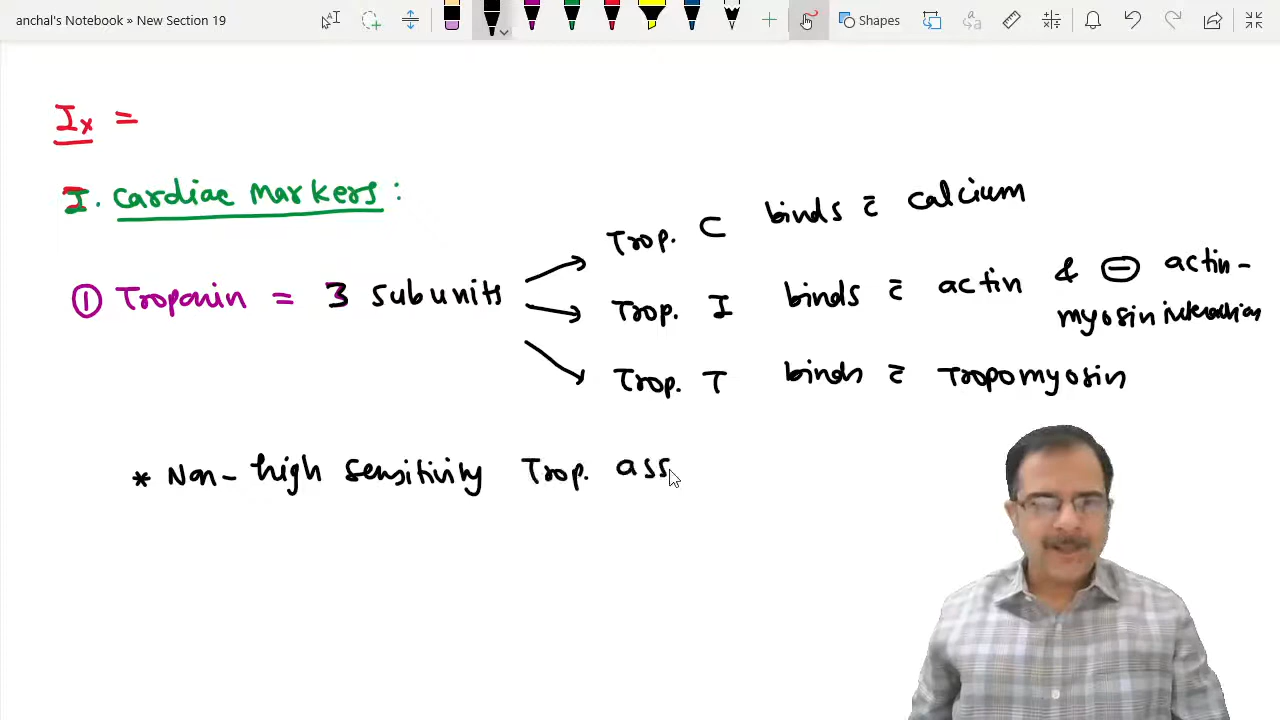 anchal's Notebook » New Section 19
Shapes
Ix =
I. Cardiac Markers:
① Troponin = 3 subunits
Trop. C binds c̄ calcium
Trop. I binds c̄ actin & ⊖ actin-
myosin interaction
Trop. T binds c̄ Tropomyosin
* Non-high sensitivity Trop. ass